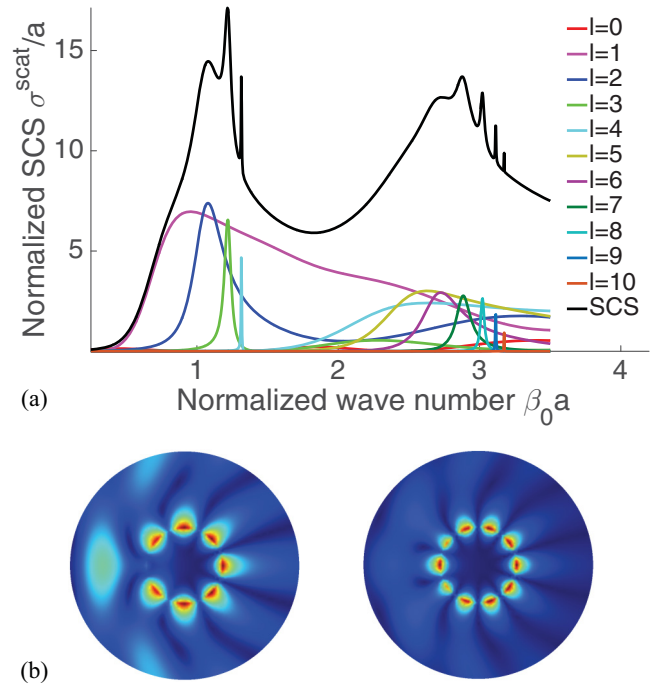 Normalized SCS σ^scat/a
15
10
5
1
2
3
4
Normalized wave number β₀a
l=0
l=1
l=2
l=3
l=4
l=5
l=6
l=7
l=8
l=9
l=10
SCS
(a)
(b)